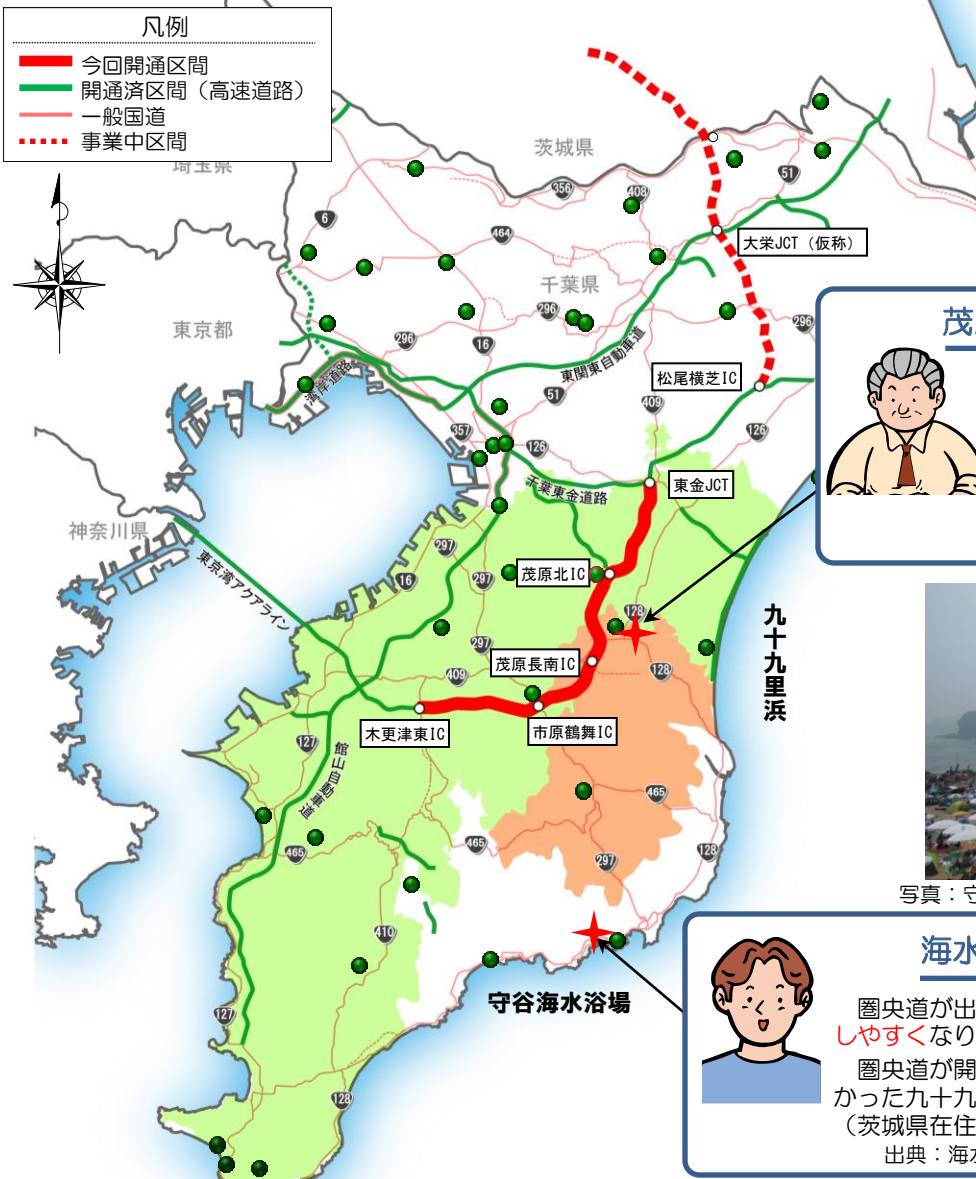 凡例
今回開通区間
開通済区間（高速道路）
一般国道
事業中区間
埼玉県
茨城県
356
408
51
6
464
大栄JCT（仮称）
千葉県
東京都
296
296
16
296
東関東自動車道
湾岸道路
松尾横芝IC
51
409
357
126
126
千葉東金道路
東金JCT
神奈川県
297
東京湾アクアライン
16
297
茂原北IC
128
九十九里浜
297
茂原長南IC
128
409
木更津東IC
市原鶴舞IC
127
館山自動車道
465
465
465
297
128
410
守谷海水浴場
127
128
茂
写真：守
海水
圏央道が出
しやすくなり
圏央道が開
かった九十九
（茨城県在住
出典：海水